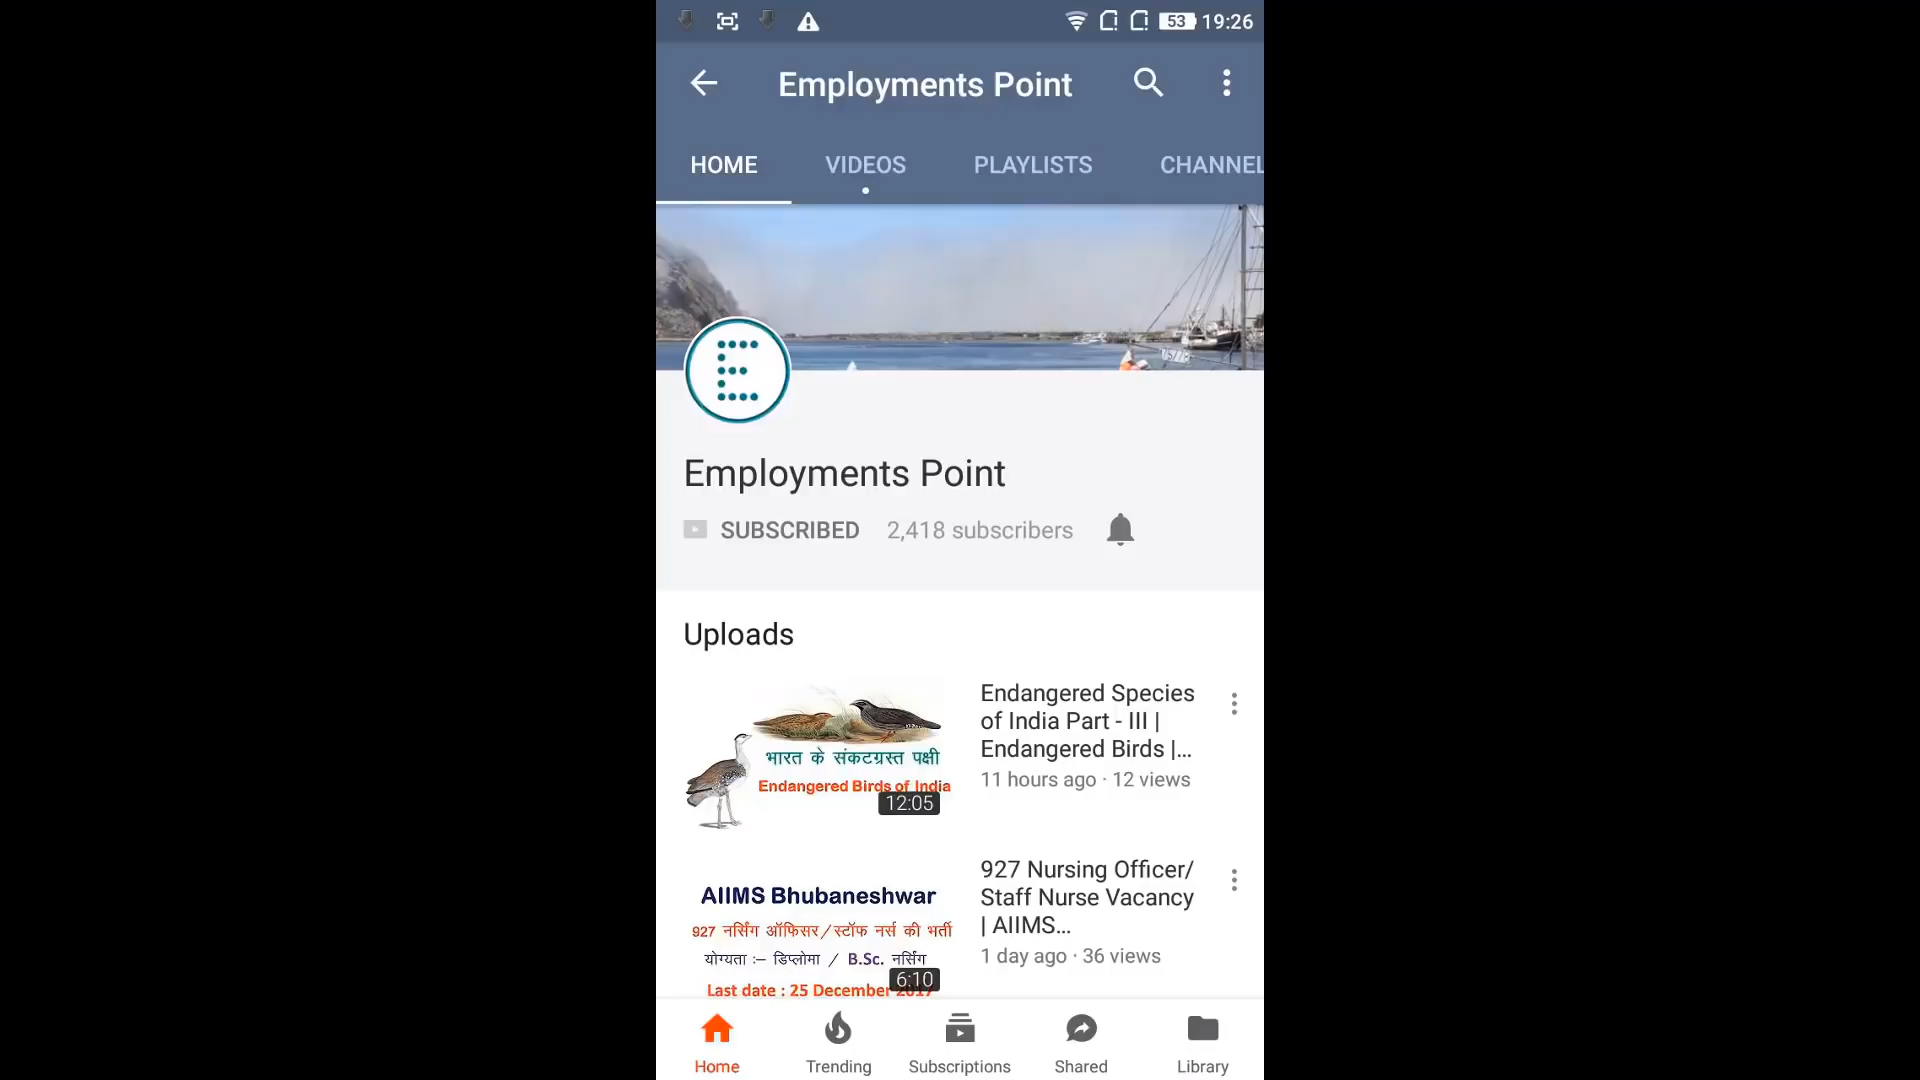 53 19:26
Employments Point
HOME VIDEOS PLAYLISTS CHANNEL
Employments Point
SUBSCRIBED 2,418 subscribers
Uploads
भारत के संकटग्रस्त पक्षी
Endangered Birds of India
12:05
Endangered Species
of India Part - III |
Endangered Birds |...
11 hours ago · 12 views
AIIMS Bhubaneshwar
927 नर्सिंग ऑफिसर/स्टॉफ नर्स की भर्ती
योग्यता :– डिप्लोमा / B.Sc. नर्सिंग
Last date : 25 December 2017
6:10
927 Nursing Officer/
Staff Nurse Vacancy
| AIIMS...
1 day ago · 36 views
Home Trending Subscriptions Shared Library